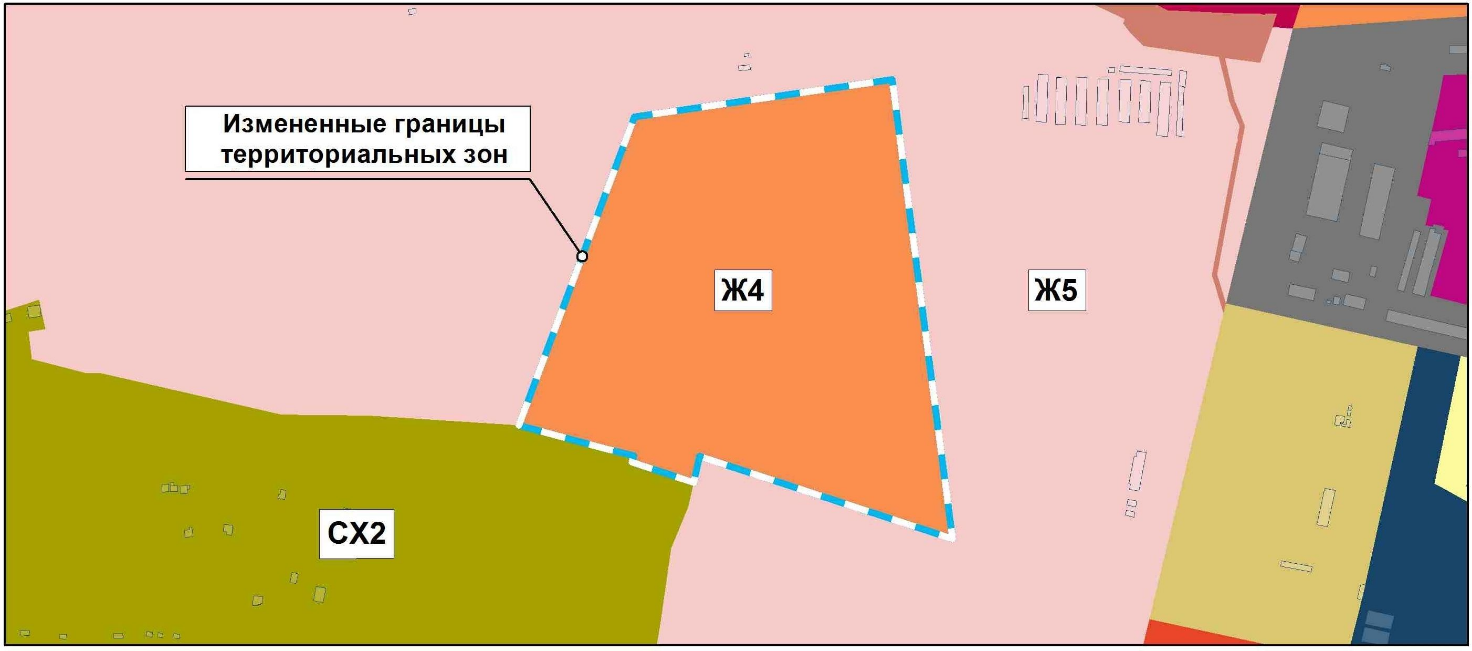 Измененные границы
территориальных зон
Ж4
Ж5
СХ2